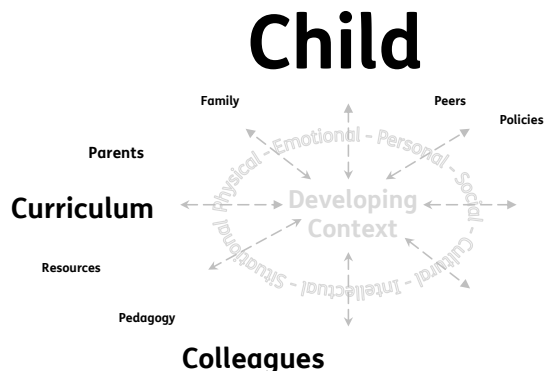 Child
Family
Peers
Policies
Parents
Physical - Emotional - Personal - Social - Cultural - Intellectual - Situational
Developing
Context
Curriculum
Resources
Pedagogy
Colleagues